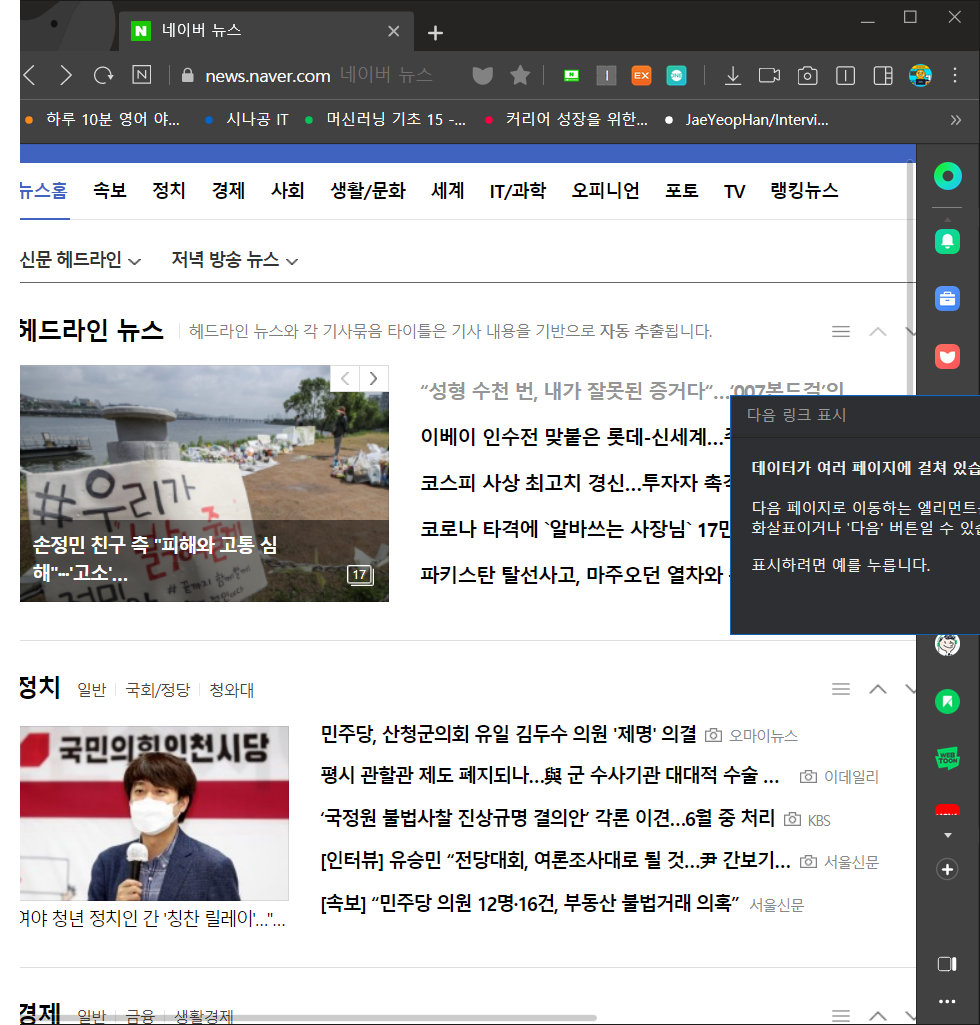 네이버 뉴스
news.naver.com 네이버 뉴스
하루 10분 영어 야... 시나공 IT 머신러닝 기초 15 -... 커리어 성장을 위한... JaeYeopHan/Intervi...
뉴스홈 속보 정치 경제 사회 생활/문화 세계 IT/과학 오피니언 포토 TV 랭킹뉴스
신문 헤드라인 저녁 방송 뉴스
헤드라인 뉴스 헤드라인 뉴스와 각 기사묶음 타이틀은 기사 내용을 기반으로 자동 추출됩니다.
#우리가
손정민 친구 측 "피해와 고통 심
해"…'고소'...
17
“성형 수천 번, 내가 잘못된 증거다“…‘007본드걸’의
이베이 인수전 맞붙은 롯데-신세계…
코스피 사상 최고치 경신…투자자 촉각
코로나 타격에 `알바쓰는 사장님` 17만
파키스탄 탈선사고, 마주오던 열차와
다음 링크 표시
데이터가 여러 페이지에 걸쳐 있습
다음 페이지로 이동하는 엘리먼트
화살표이거나 '다음' 버튼일 수 있습
표시하려면 예를 누릅니다.
정치 일반 국회/정당 청와대
국민의힘인천시당
여야 청년 정치인 간 '칭찬 릴레이'…"...
민주당, 산청군의회 유일 김두수 의원 '제명' 의결 오마이뉴스
평시 관할관 제도 폐지되나…與 군 수사기관 대대적 수술 ... 이데일리
‘국정원 불법사찰 진상규명 결의안’ 각론 이견…6월 중 처리 KBS
[인터뷰] 유승민 “전당대회, 여론조사대로 될 것…尹 간보기... 서울신문
[속보] “민주당 의원 12명·16건, 부동산 불법거래 의혹” 서울신문
경제 일반 금융 생활경제